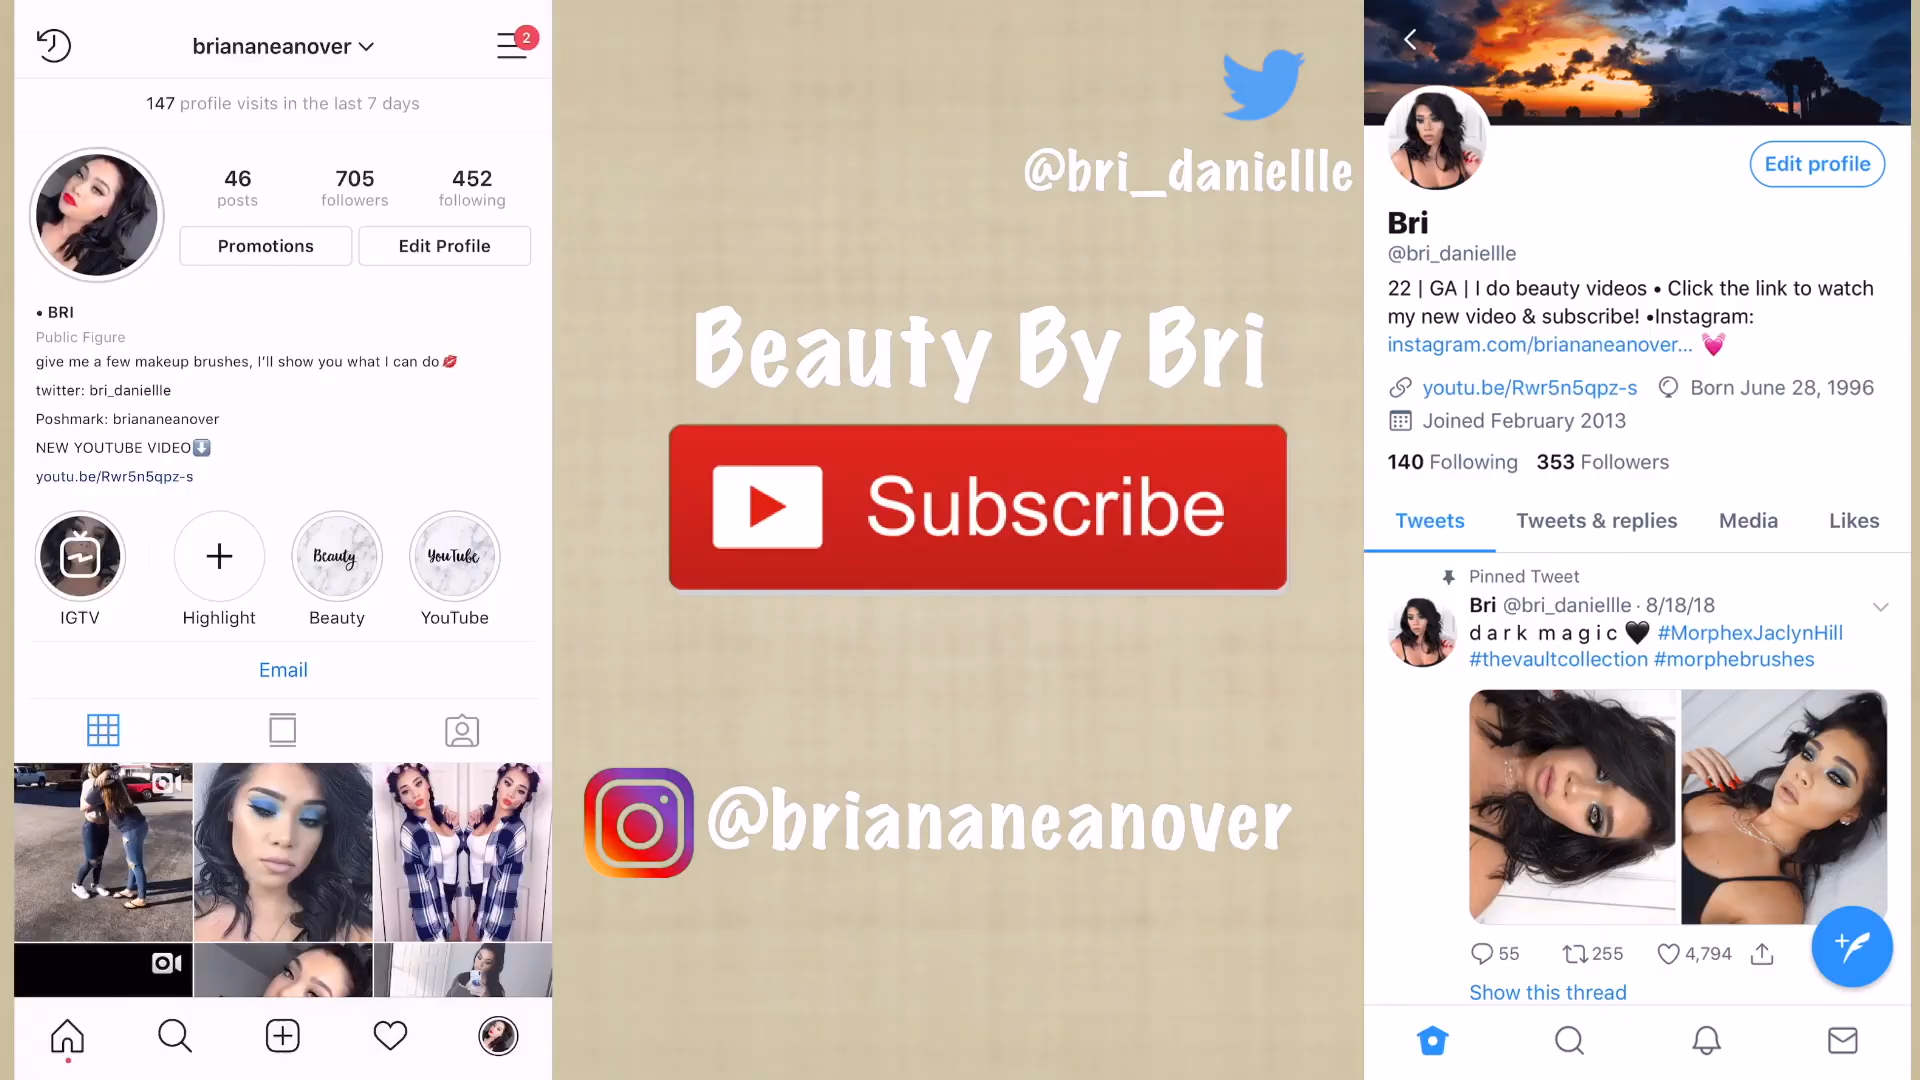 briananeanover
2
147 profile visits in the last 7 days
46
posts
705
followers
452
following
Promotions
Edit Profile
• BRI
Public Figure
give me a few makeup brushes, I'll show you what I can do💋
twitter: bri_daniellle
Poshmark: briananeanover
NEW YOUTUBE VIDEO⬇️
youtu.be/Rwr5n5qpz-s
Beauty
YouTube
IGTV
Highlight
Beauty
YouTube
Email
@bri_daniellle
Beauty By Bri
Subscribe
@briananeanover
Edit profile
Bri
@bri_daniellle
22 | GA | I do beauty videos • Click the link to watch
my new video & subscribe! •Instagram:
instagram.com/briananeanover... 💓
youtu.be/Rwr5n5qpz-s
Born June 28, 1996
Joined February 2013
140 Following
353 Followers
Tweets
Tweets & replies
Media
Likes
Pinned Tweet
Bri @bri_daniellle · 8/18/18
d a r k m a g i c 🖤 #MorphexJaclynHill
#thevaultcollection #morphebrushes
55
255
4,794
Show this thread